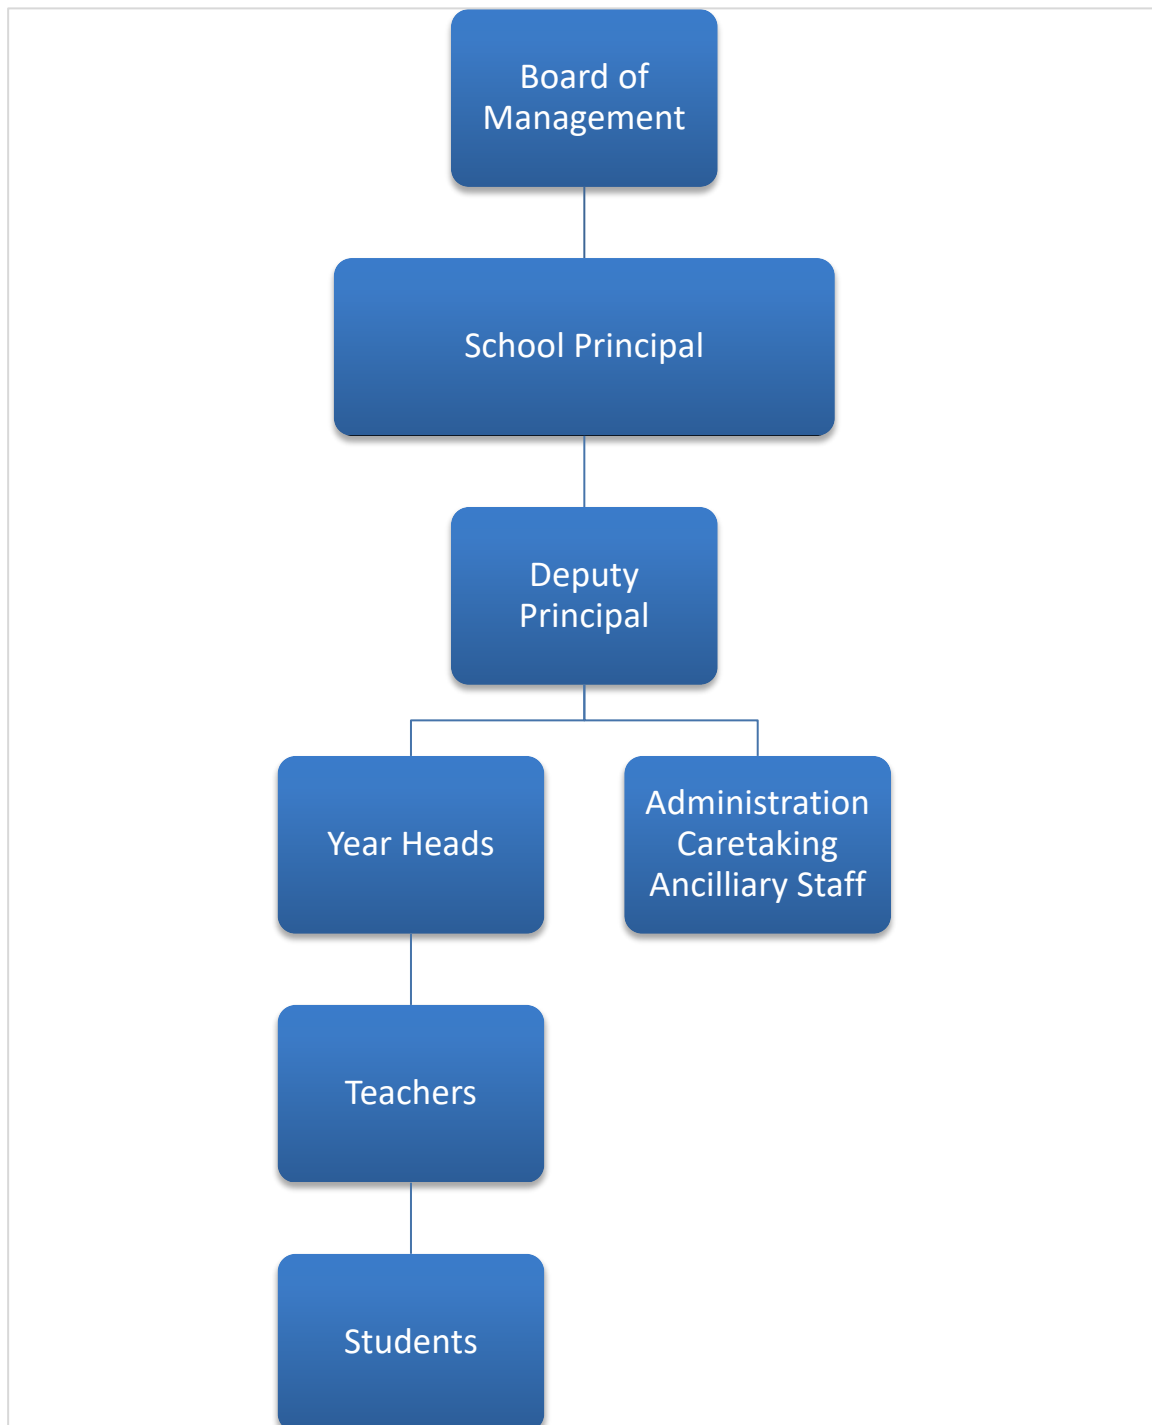 Board of
Management
School Principal
Deputy
Principal
Year Heads
Administration
Caretaking
Ancilliary Staff
Teachers
Students